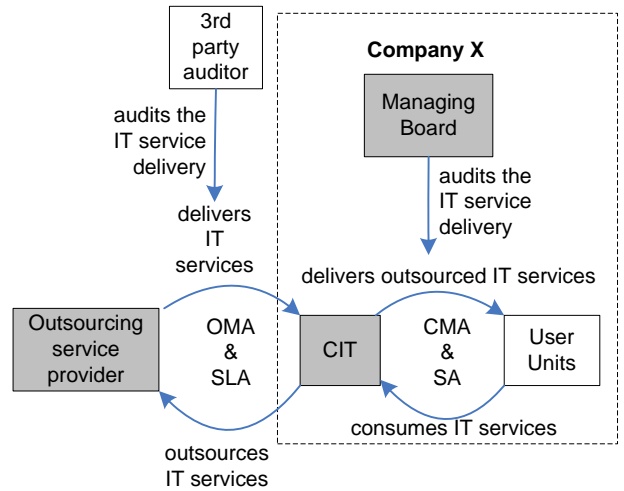 3rd
party
auditor
Company X
Managing
Board
audits the
IT service
delivery
audits the
IT service
delivery
delivers
IT
services
delivers outsourced IT services
Outsourcing
service
provider
OMA
&
SLA
CIT
CMA
&
SA
User
Units
consumes IT services
outsources
IT services